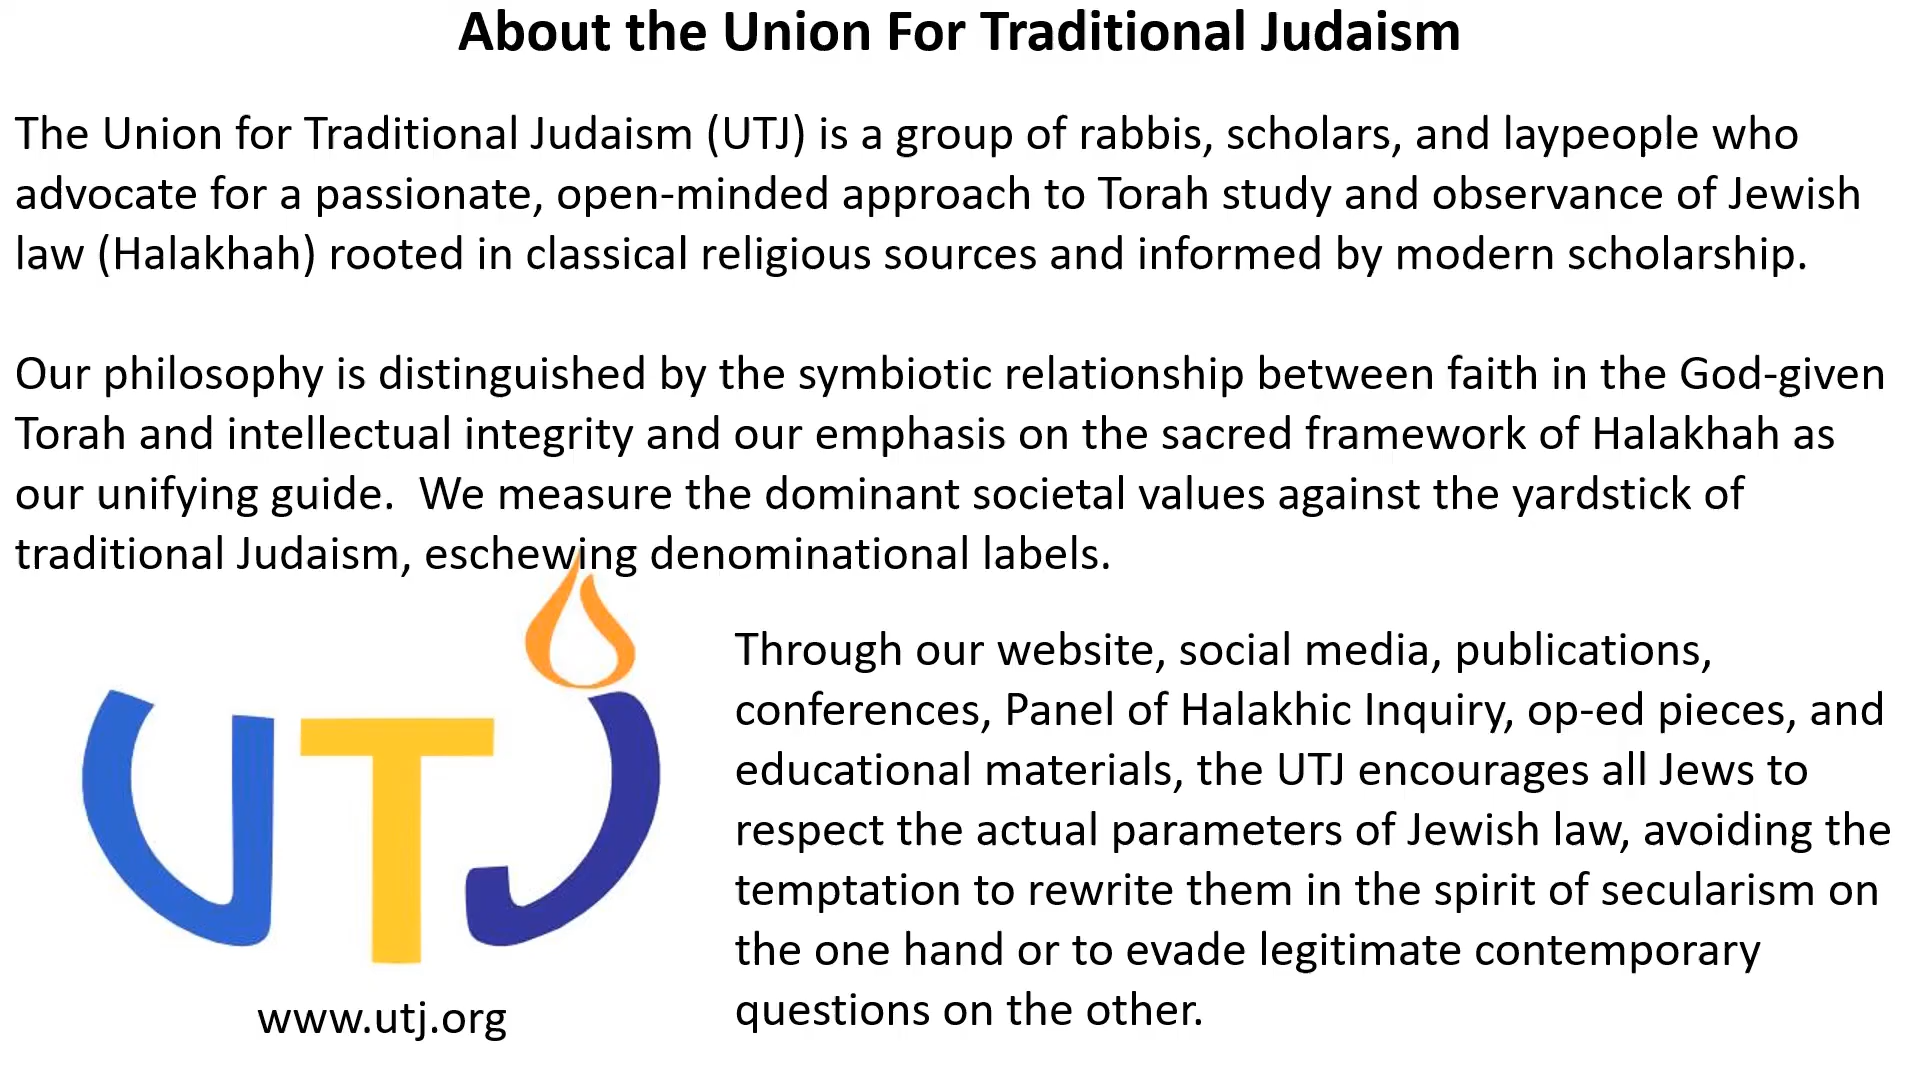 About the Union For Traditional Judaism
The Union for Traditional Judaism (UTJ) is a group of rabbis, scholars, and laypeople who
advocate for a passionate, open-minded approach to Torah study and observance of Jewish
law (Halakhah) rooted in classical religious sources and informed by modern scholarship.
Our philosophy is distinguished by the symbiotic relationship between faith in the God-given
Torah and intellectual integrity and our emphasis on the sacred framework of Halakhah as
our unifying guide.  We measure the dominant societal values against the yardstick of
traditional Judaism, eschewing denominational labels.
UTJ
www.utj.org
Through our website, social media, publications,
conferences, Panel of Halakhic Inquiry, op-ed pieces, and
educational materials, the UTJ encourages all Jews to
respect the actual parameters of Jewish law, avoiding the
temptation to rewrite them in the spirit of secularism on
the one hand or to evade legitimate contemporary
questions on the other.